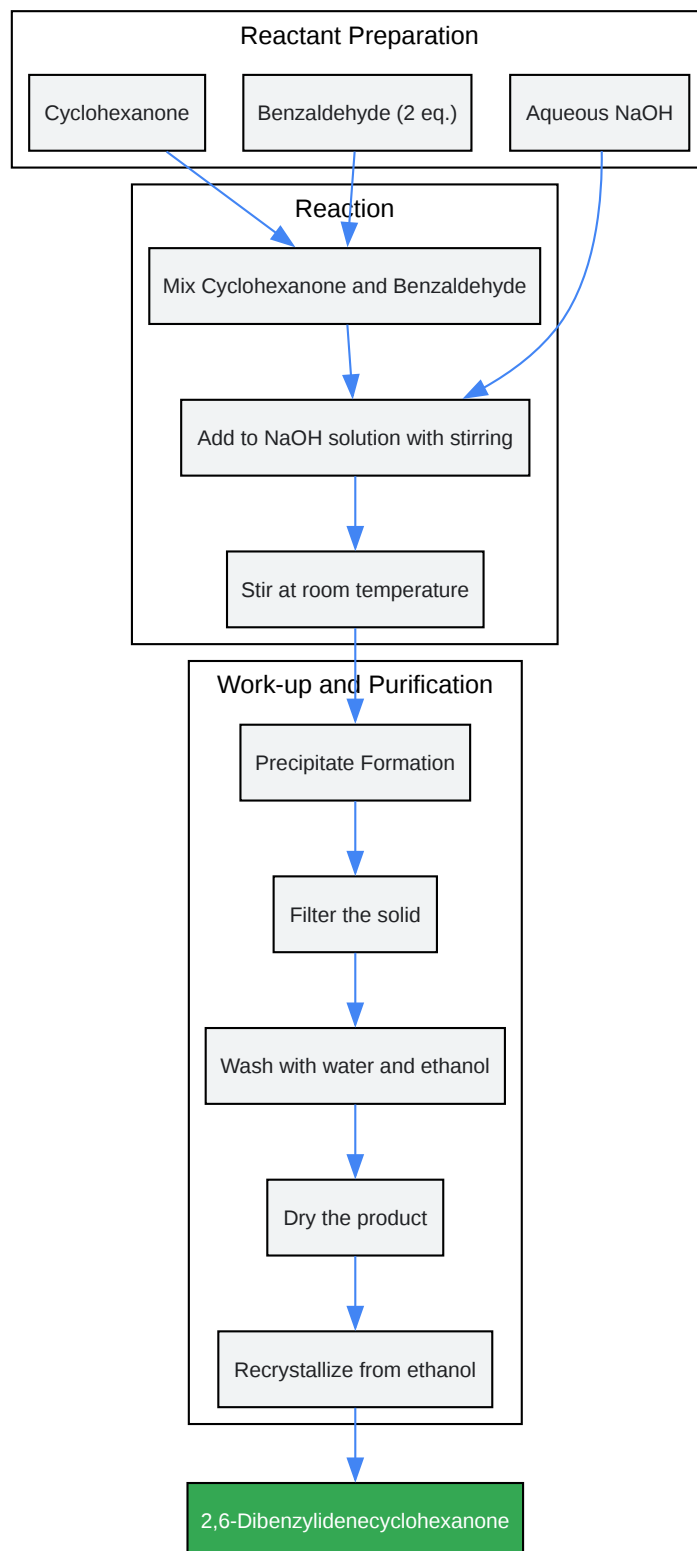 Reactant Preparation
Cyclohexanone
Benzaldehyde (2 eq.)
Aqueous NaOH
Reaction
Mix Cyclohexanone and Benzaldehyde
Add to NaOH solution with stirring
Stir at room temperature
Work-up and Purification
Precipitate Formation
Filter the solid
Wash with water and ethanol
Dry the product
Recrystallize from ethanol
2,6-Dibenzylidenecyclohexanone